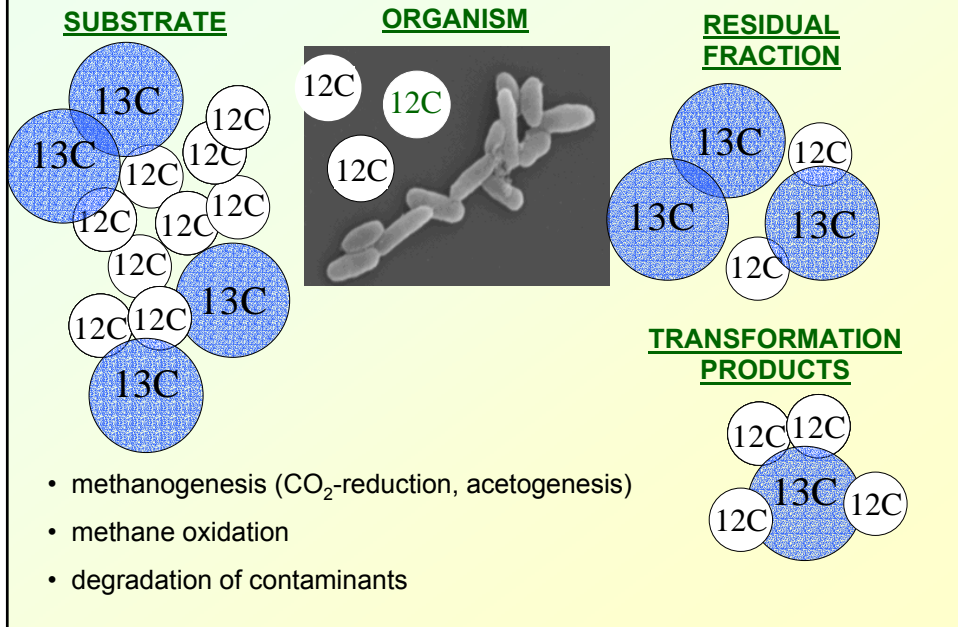 SUBSTRATE
13C
12C
12C
13C
12C
12C
12C
12C
12C
13C
12C
12C
13C
ORGANISM
12C
12C
12C
RESIDUAL
FRACTION
13C
12C
13C
13C
12C
TRANSFORMATION
PRODUCTS
12C
12C
13C
12C
12C
• methanogenesis (CO₂-reduction, acetogenesis)
• methane oxidation
• degradation of contaminants